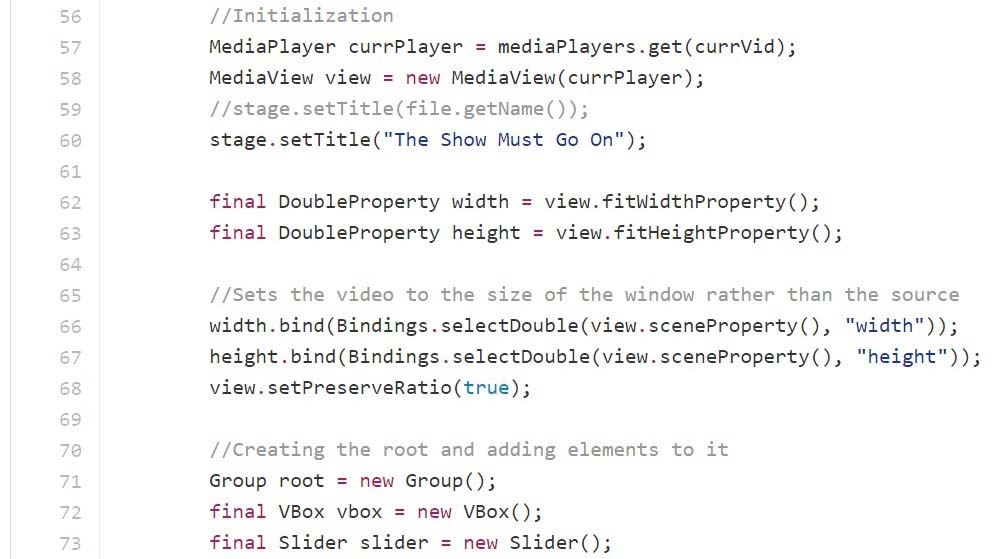 56 //Initialization
57 MediaPlayer currPlayer = mediaPlayers.get(currVid);
58 MediaView view = new MediaView(currPlayer);
59 //stage.setTitle(file.getName());
60 stage.setTitle("The Show Must Go On");
61
62 final DoubleProperty width = view.fitWidthProperty();
63 final DoubleProperty height = view.fitHeightProperty();
64
65 //Sets the video to the size of the window rather than the source
66 width.bind(Bindings.selectDouble(view.sceneProperty(), "width"));
67 height.bind(Bindings.selectDouble(view.sceneProperty(), "height"));
68 view.setPreserveRatio(true);
69
70 //Creating the root and adding elements to it
71 Group root = new Group();
72 final VBox vbox = new VBox();
73 final Slider slider = new Slider();